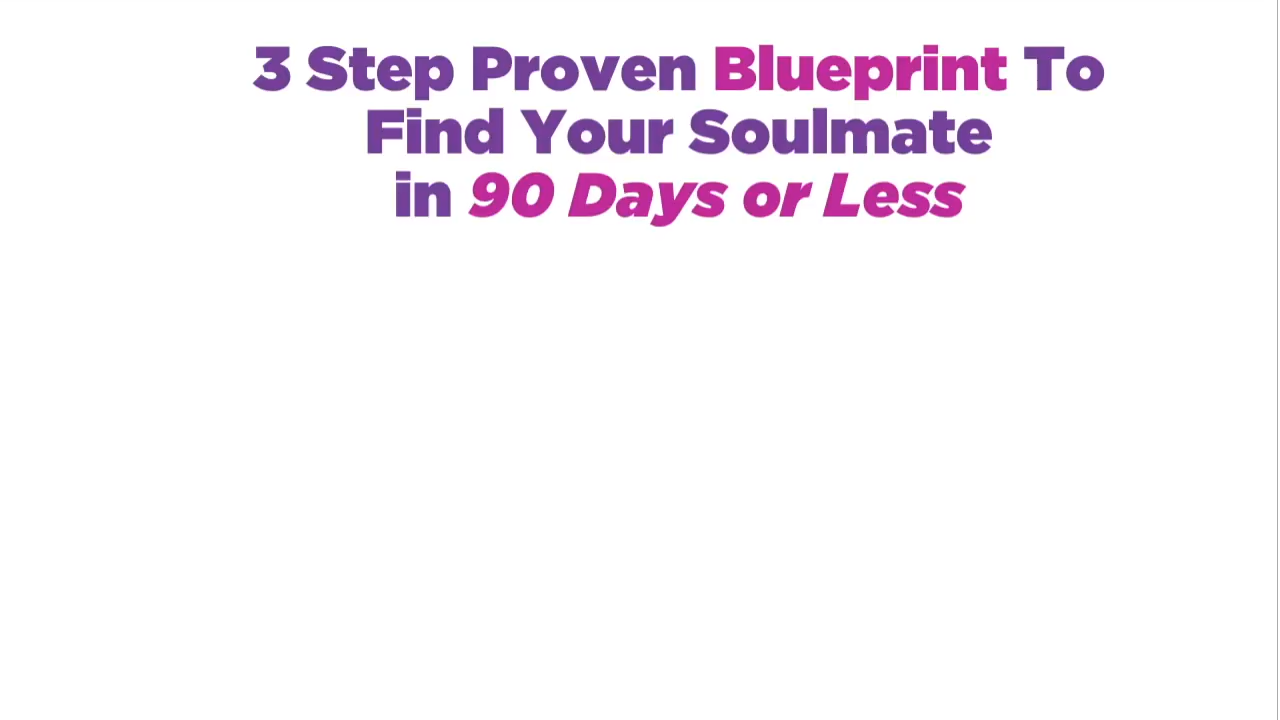 3 Step Proven Blueprint To
Find Your Soulmate
in 90 Days or Less